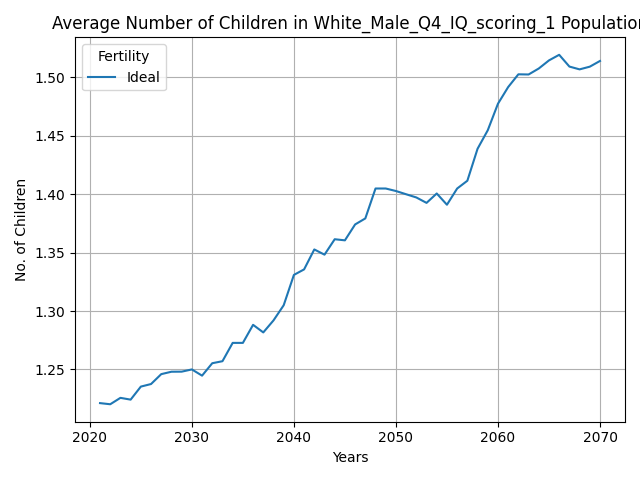 Average Number of Children in White_Male_Q4_IQ_scoring_1 Population
Fertility
Ideal
No. of Children
1.50
1.45
1.40
1.35
1.30
1.25
2020
2030
2040
2050
2060
2070
Years